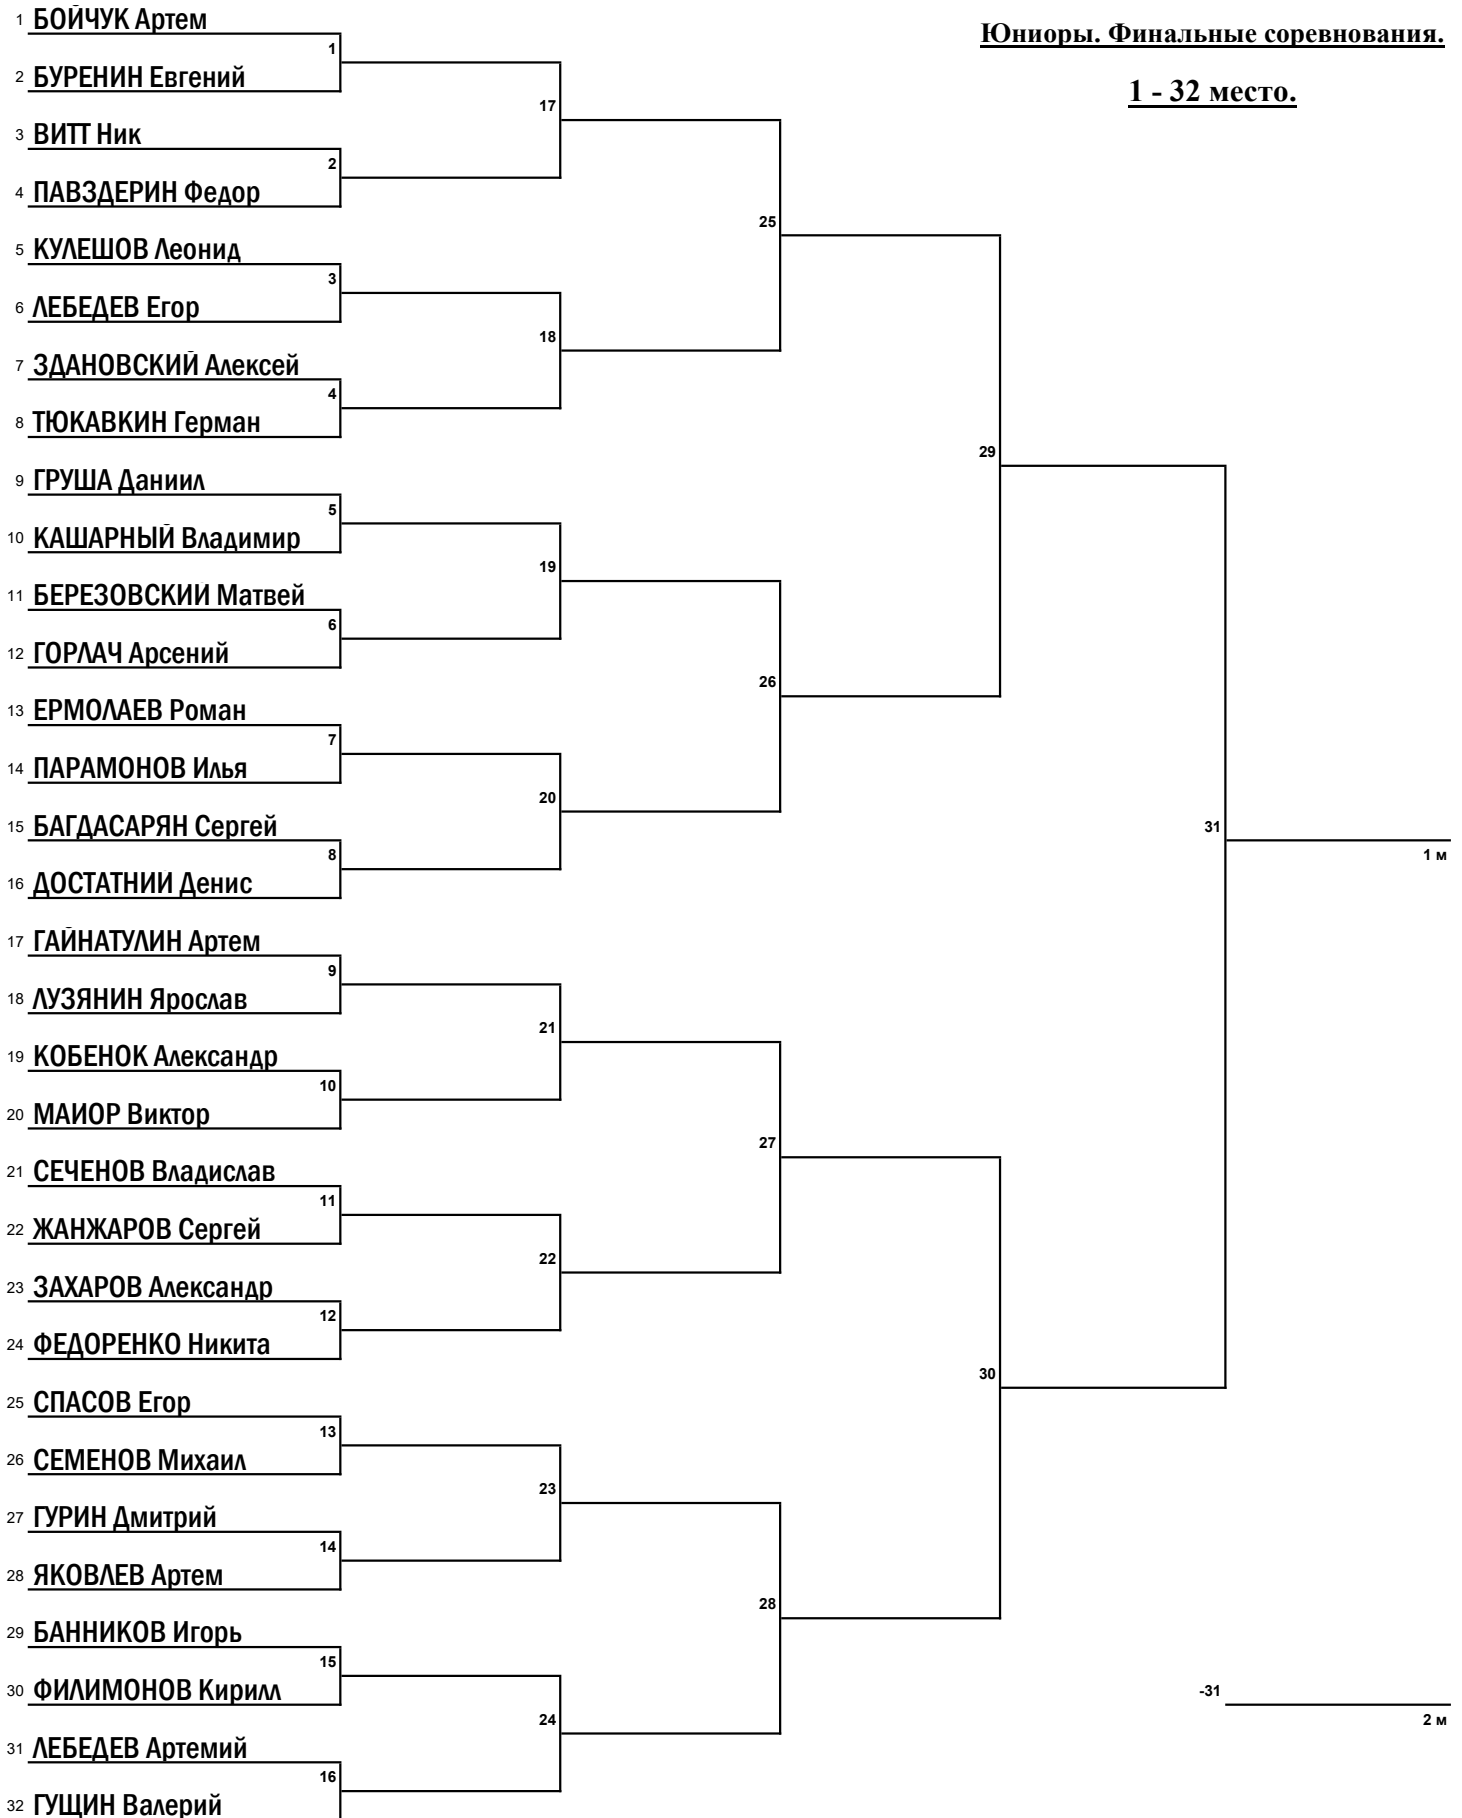 Юниоры. Финальные соревнования.
1 - 32 место.
1 БОЙЧУК Артем
1
2 БУРЕНИН Евгений
17
3 ВИТТ Ник
2
4 ПАВЗДЕРИН Федор
25
5 КУЛЕШОВ Леонид
3
6 ЛЕБЕДЕВ Егор
18
7 ЗДАНОВСКИЙ Алексей
4
8 ТЮКАВКИН Герман
29
9 ГРУША Даниил
5
10 КАШАРНЫЙ Владимир
19
11 БЕРЕЗОВСКИЙ Матвей
6
12 ГОРЛАЧ Арсений
26
13 ЕРМОЛАЕВ Роман
7
14 ПАРАМОНОВ Илья
20
15 БАГДАСАРЯН Сергей
31
8
1 м
16 ДОСТАТНИЙ Денис
17 ГАЙНАТУЛИН Артем
9
18 ЛУЗЯНИН Ярослав
21
19 КОБЕНОК Александр
10
20 МАЙОР Виктор
27
21 СЕЧЕНОВ Владислав
11
22 ЖАНЖАРОВ Сергей
22
23 ЗАХАРОВ Александр
12
24 ФЕДОРЕНКО Никита
30
25 СПАСОВ Егор
13
26 СЕМЕНОВ Михаил
23
27 ГУРИН Дмитрий
14
28 ЯКОВЛЕВ Артем
28
29 БАННИКОВ Игорь
15
30 ФИЛИМОНОВ Кирилл
-31
24
2 м
31 ЛЕБЕДЕВ Артемий
16
32 ГУЩИН Валерий